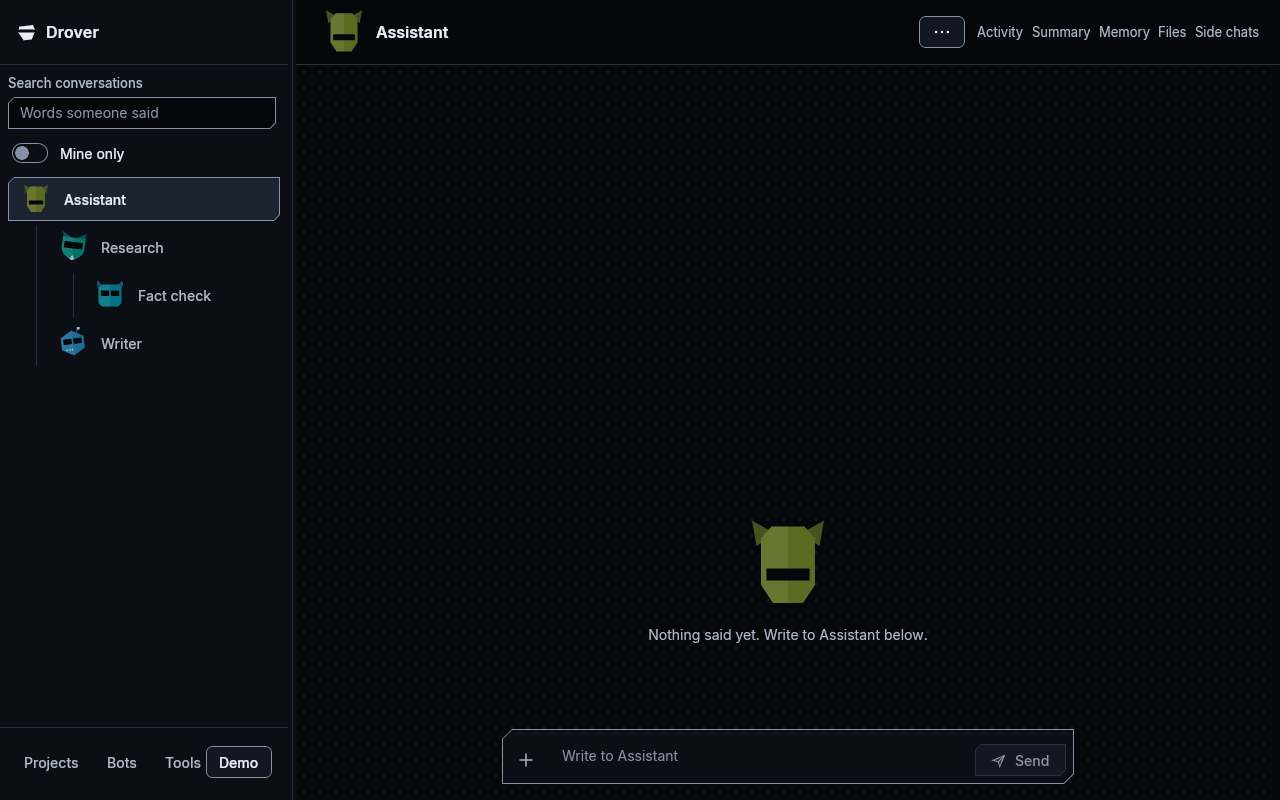 Drover
Search conversations
Words someone said
Mine only
Assistant
Research
Fact check
Writer
Projects Bots Tools Demo
Assistant
Activity Summary Memory Files Side chats
Nothing said yet. Write to Assistant below.
Write to Assistant
Send